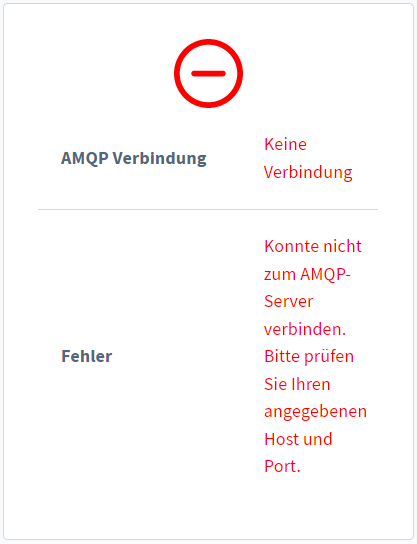 AMQP Verbindung
Keine
Verbindung
Fehler
Konnte nicht
zum AMQP-
Server
verbinden.
Bitte prüfen
Sie Ihren
angegebenen
Host und
Port.